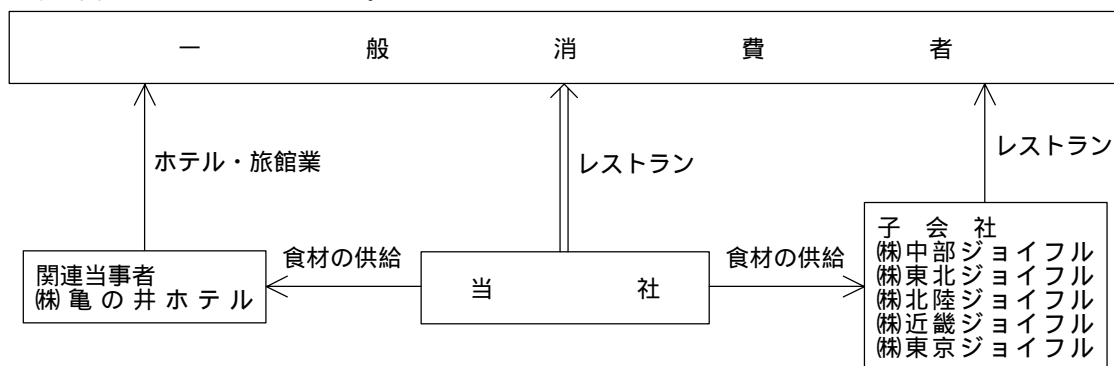 一般消費者
ホテル・旅館業
レストラン
レストラン
関連当事者
㈱亀の井ホテル
食材の供給
当社
食材の供給
子会社
㈱中部ジョイフル
㈱東北ジョイフル
㈱北陸ジョイフル
㈱近畿ジョイフル
㈱東京ジョイフル